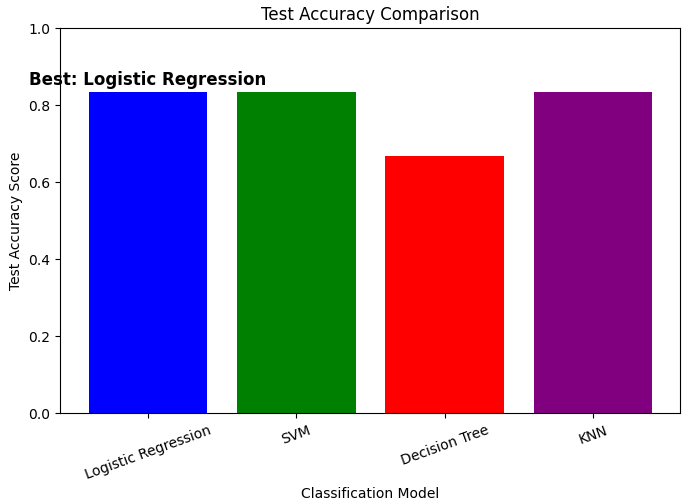 Test Accuracy Comparison
1.0
Best: Logistic Regression
0.8
0.6
0.4
0.2
0.0
Test Accuracy Score
Logistic Regression
SVM
Decision Tree
KNN
Classification Model